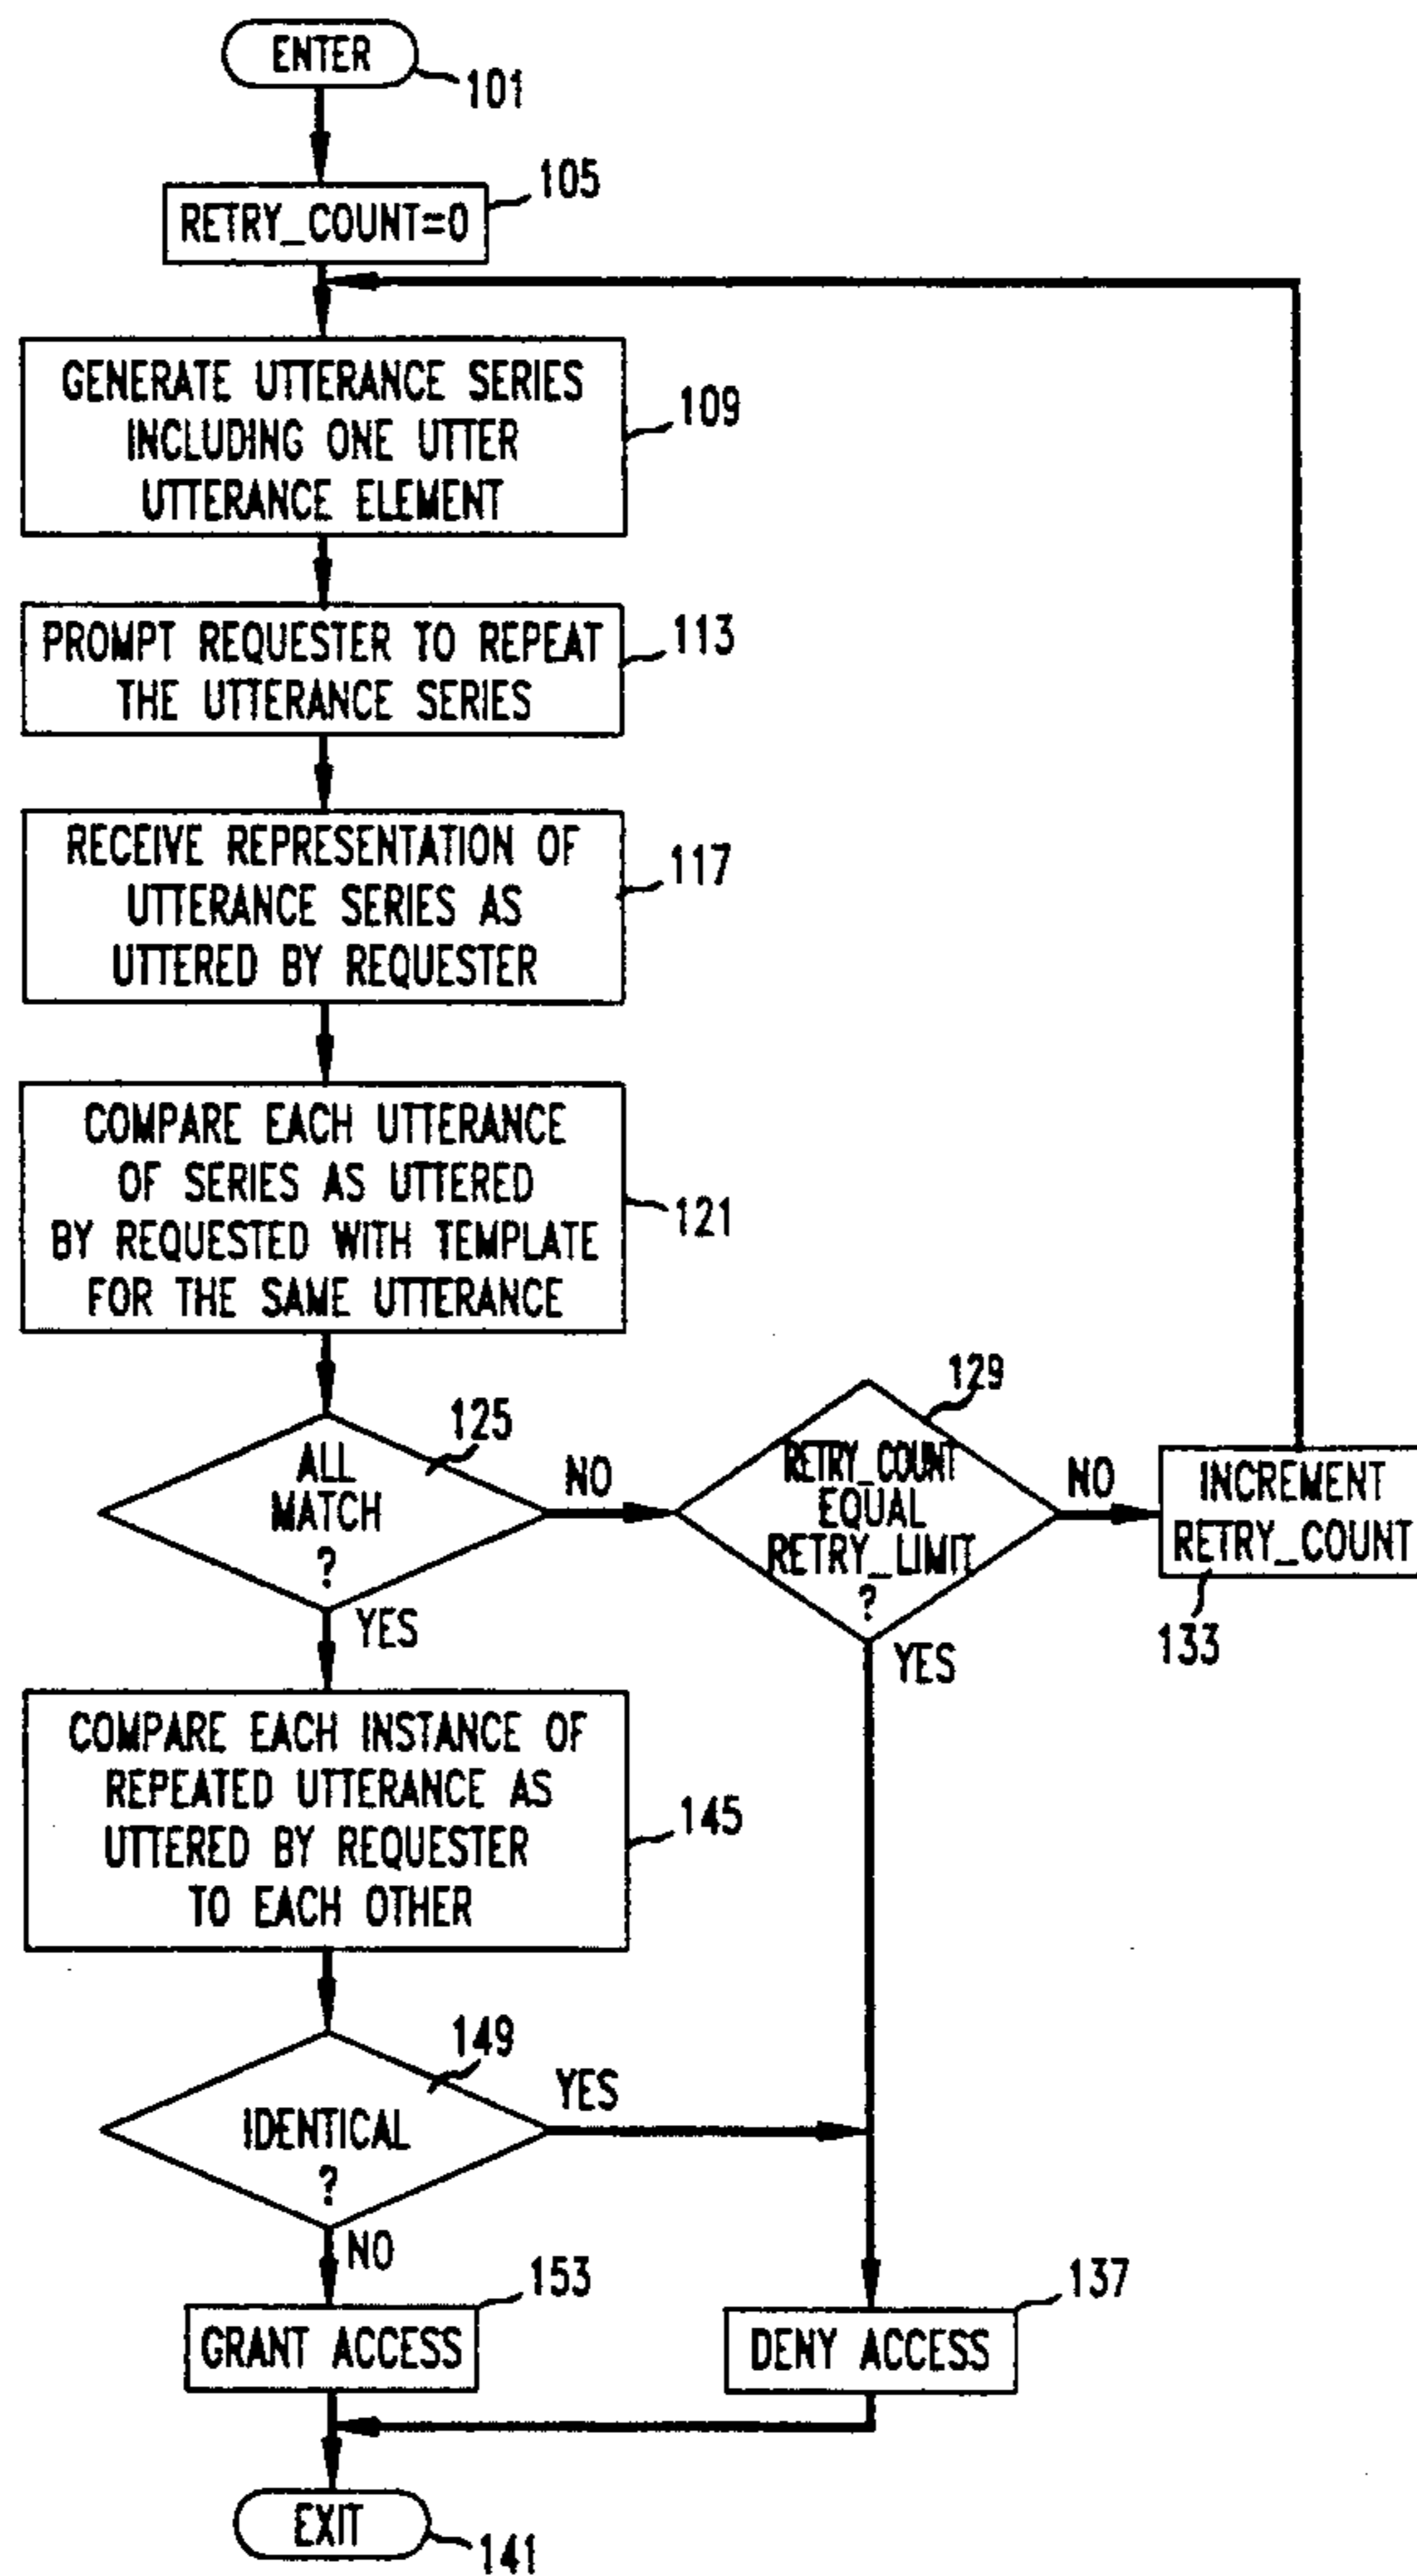 ENTER
101
105
RETRY_COUNT=0
GENERATE UTTERANCE SERIES
INCLUDING ONE UTTER
UTTERANCE ELEMENT
109
PROMPT REQUESTER TO REPEAT
THE UTTERANCE SERIES
113
RECEIVE REPRESENTATION OF
UTTERANCE SERIES AS
UTTERED BY REQUESTER
117
COMPARE EACH UTTERANCE
OF SERIES AS UTTERED
BY REQUESTED WITH TEMPLATE
FOR THE SAME UTTERANCE
121
ALL
MATCH
?
125
NO
YES
129
RETRY_COUNT
EQUAL
RETRY_LIMIT
?
NO
YES
INCREMENT
RETRY_COUNT
133
COMPARE EACH INSTANCE OF
REPEATED UTTERANCE AS
UTTERED BY REQUESTER
TO EACH OTHER
145
149
IDENTICAL
?
YES
NO
153
GRANT ACCESS
137
DENY ACCESS
EXIT
141